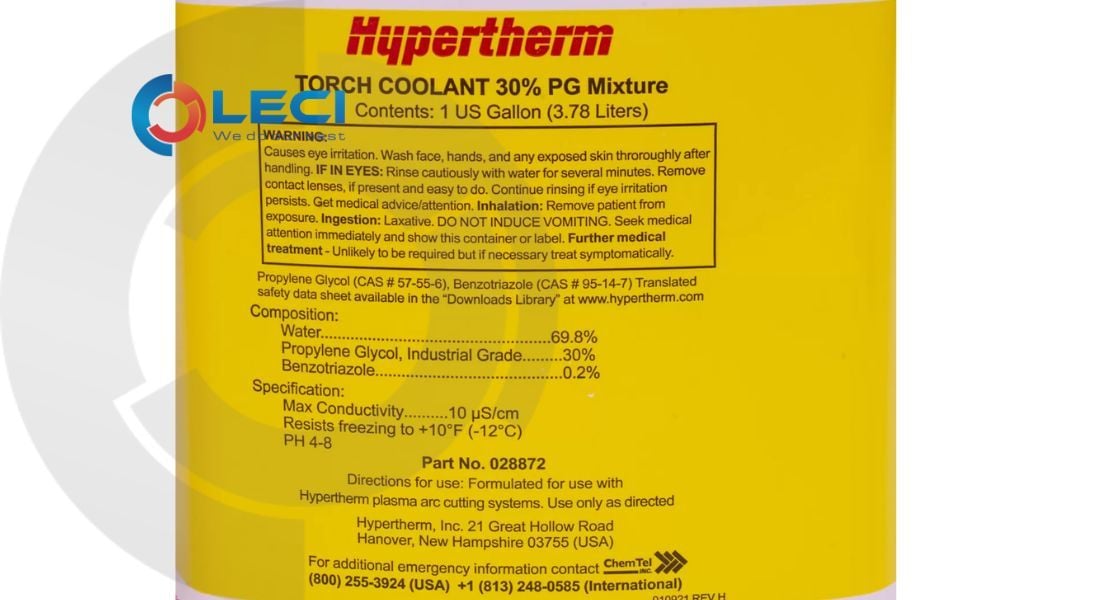 Hypertherm
TORCH COOLANT 30% PG Mixture
Contents: 1 US Gallon (3.78 Liters)
OLECI
WARNING:
Causes eye irritation. Wash face, hands, and any exposed skin throroughly after
handling. IF IN EYES: Rinse cautiously with water for several minutes. Remove
contact lenses, if present and easy to do. Continue rinsing if eye irritation
persists. Get medical advice/attention. Inhalation: Remove patient from
exposure. Ingestion: Laxative. DO NOT INDUCE VOMITING. Seek medical
attention immediately and show this container or label. Further medical
treatment - Unlikely to be required but if necessary treat symptomatically.
Propylene Glycol (CAS # 57-55-6), Benzotriazole (CAS # 95-14-7) Translated
safety data sheet available in the "Downloads Library" at www.hypertherm.com
Composition:
Water....................................................69.8%
Propylene Glycol, Industrial Grade.........30%
Benzotriazole..........................................0.2%
Specification:
Max Conductivity..........10 µS/cm
Resists freezing to +10°F (-12°C)
PH 4-8
Part No. 028872
Directions for use: Formulated for use with
Hypertherm plasma arc cutting systems. Use only as directed
Hypertherm, Inc. 21 Great Hollow Road
Hanover, New Hampshire 03755 (USA)
For additional emergency information contact ChemTel INC.
(800) 255-3924 (USA) +1 (813) 248-0585 (International)
010921 REV H